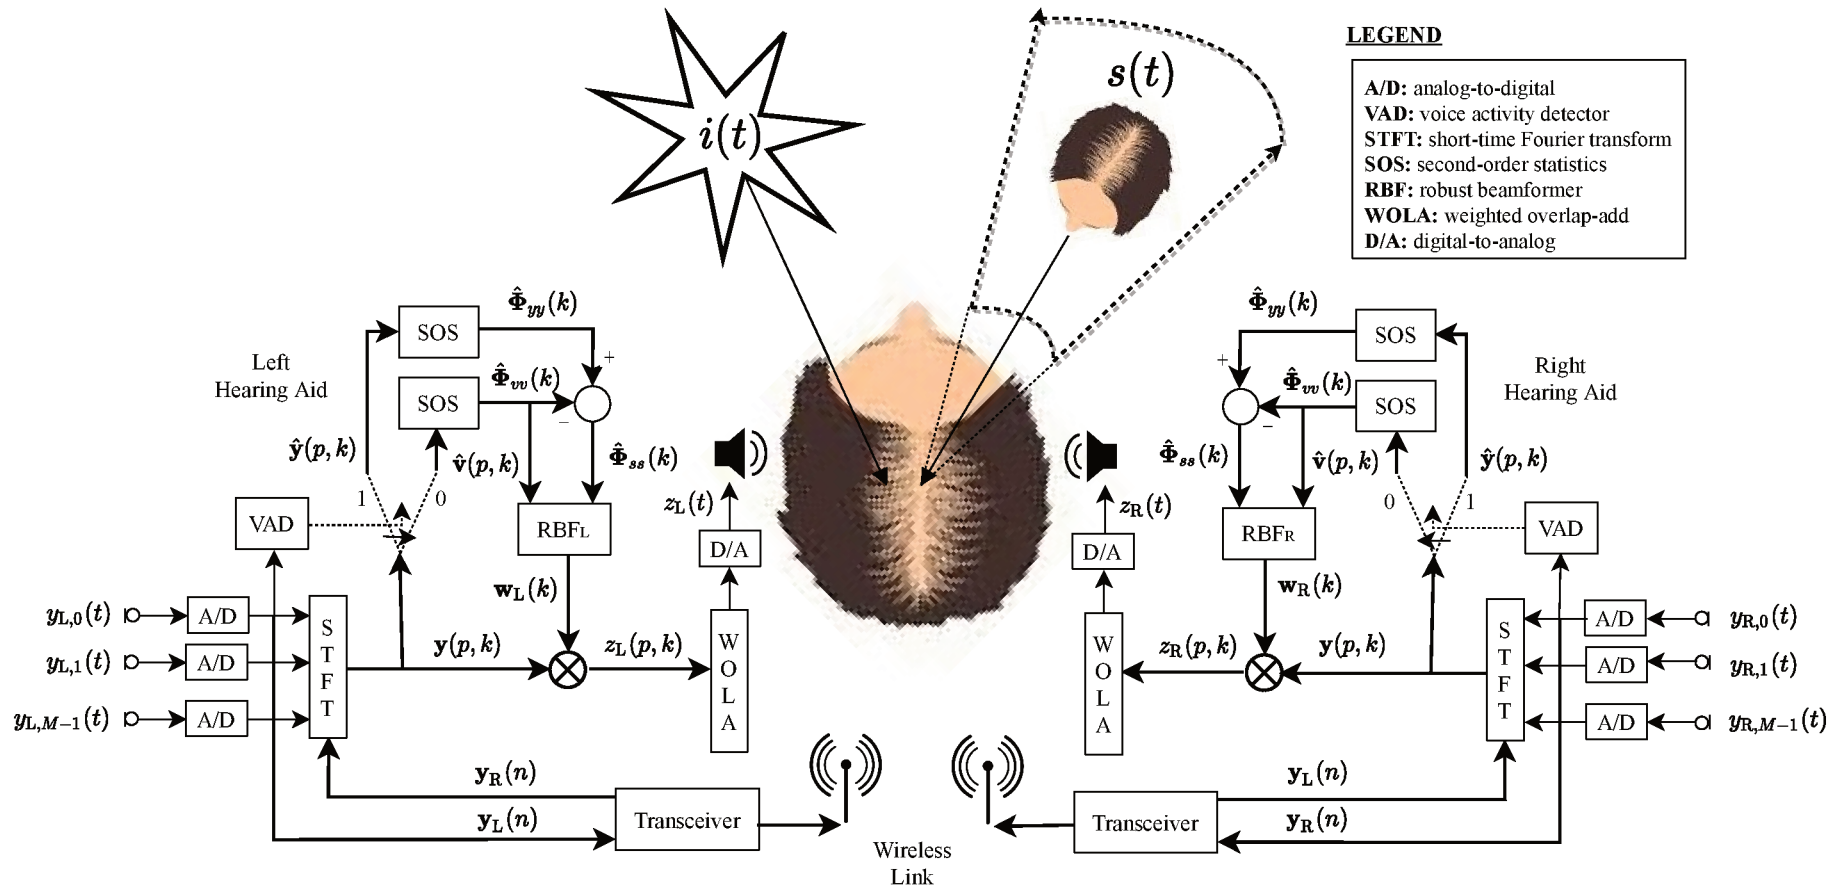 LEGEND
A/D: analog-to-digital
VAD: voice activity detector
STFT: short-time Fourier transform
SOS: second-order statistics
RBF: robust beamformer
WOLA: weighted overlap-add
D/A: digital-to-analog
i(t)
s(t)
Left
Hearing Aid
SOS
Φ̂yy(k)
+
SOS
Φ̂vv(k)
−
ŷ(p, k)
v̂(p, k)
Φ̂ss(k)
1
0
VAD
RBFL
wL(k)
zL(t)
D/A
yL,0(t)
A/D
yL,1(t)
A/D
yL,M−1(t)
A/D
STFT
y(p, k)
zL(p, k)
WOLA
yR(n)
yL(n)
Transceiver
Wireless
Link
Right
Hearing Aid
Φ̂yy(k)
SOS
+
Φ̂vv(k)
SOS
−
Φ̂ss(k)
v̂(p, k)
ŷ(p, k)
0
1
VAD
RBFR
wR(k)
zR(t)
D/A
WOLA
zR(p, k)
y(p, k)
STFT
A/D
yR,0(t)
A/D
yR,1(t)
A/D
yR,M−1(t)
yL(n)
yR(n)
Transceiver